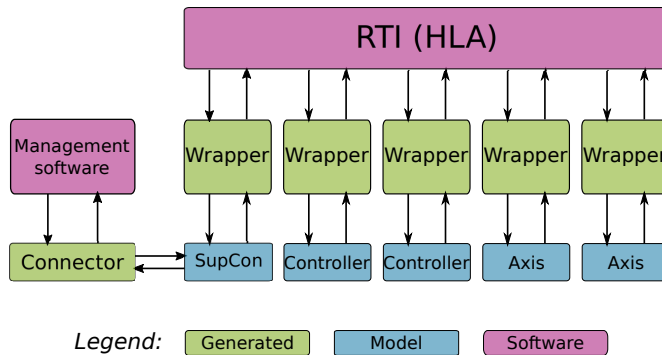 RTI (HLA)
Management
software
Wrapper
Wrapper
Wrapper
Wrapper
Wrapper
Connector
SupCon
Controller
Controller
Axis
Axis
Legend:
Generated
Model
Software